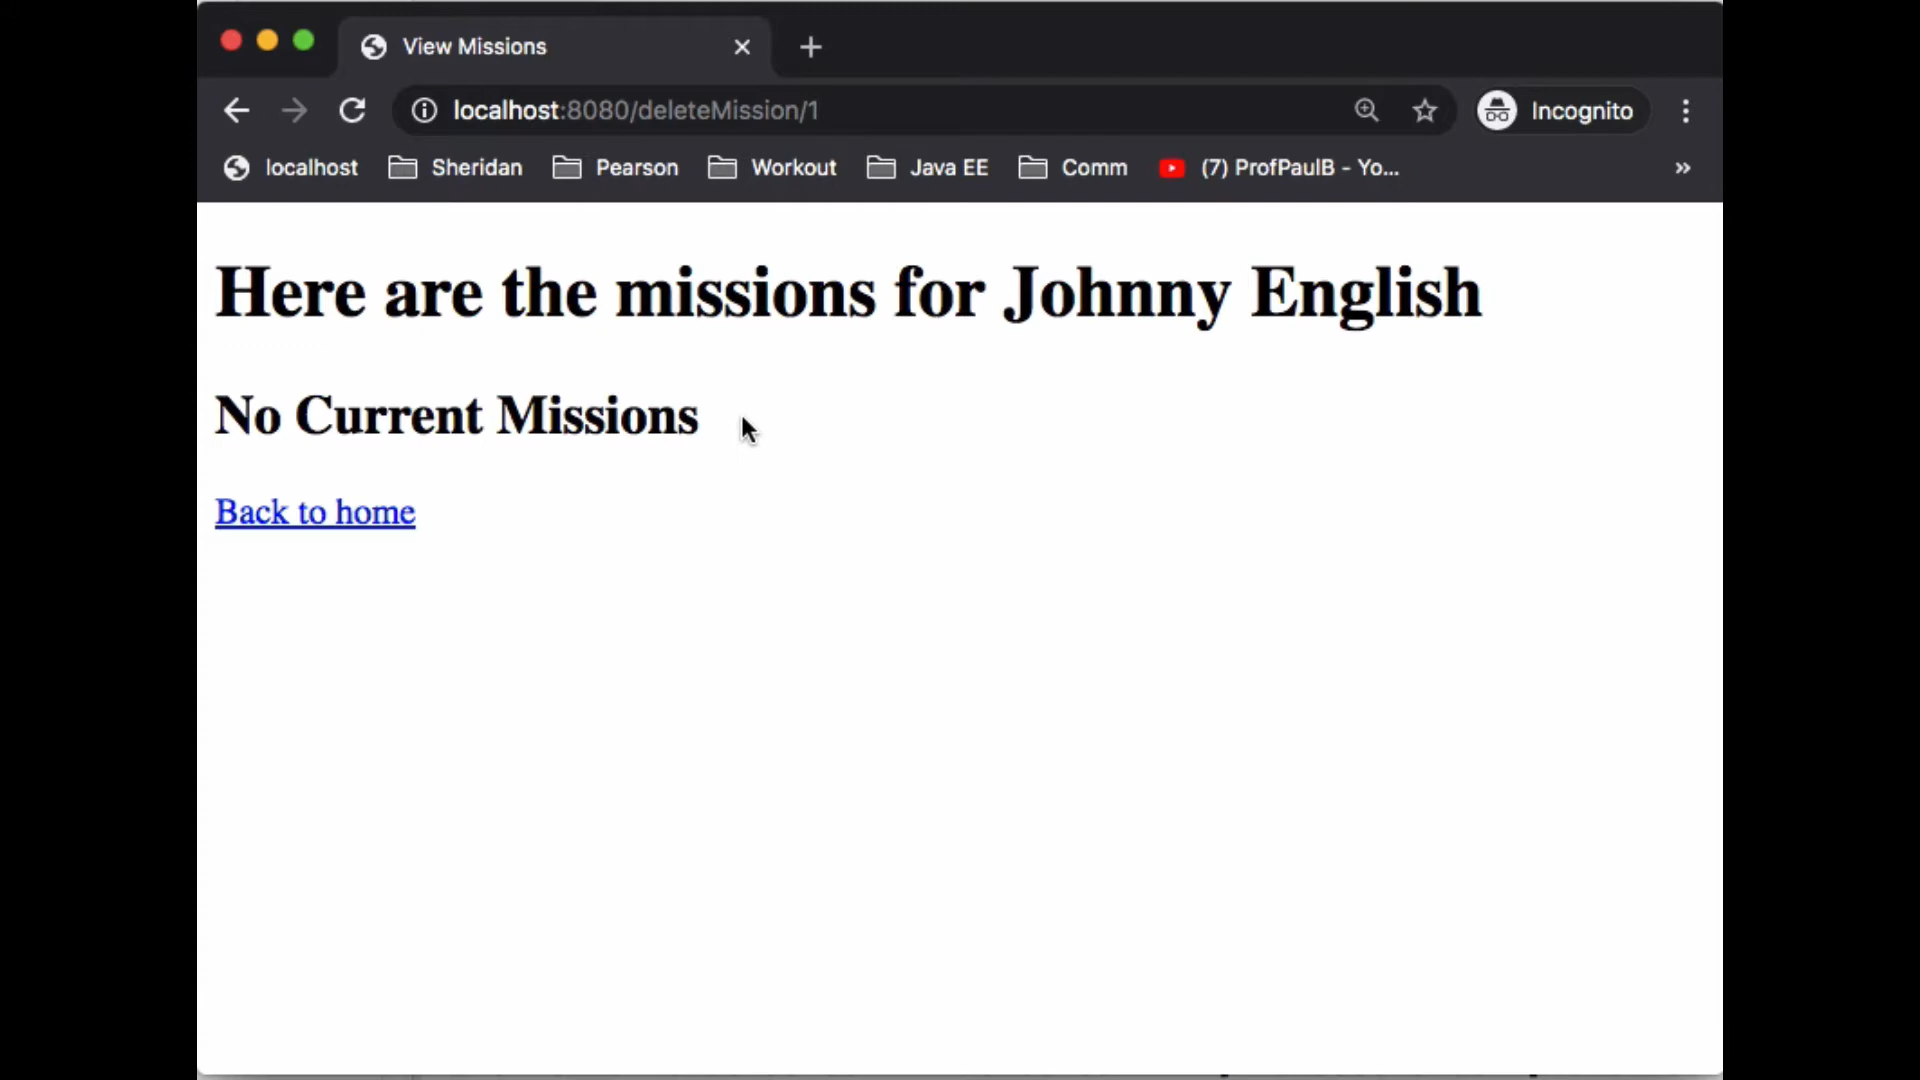 View Missions
localhost:8080/deleteMission/1
Incognito
localhost Sheridan Pearson Workout Java EE Comm (7) ProfPaulB - Yo...
Here are the missions for Johnny English
No Current Missions
Back to home